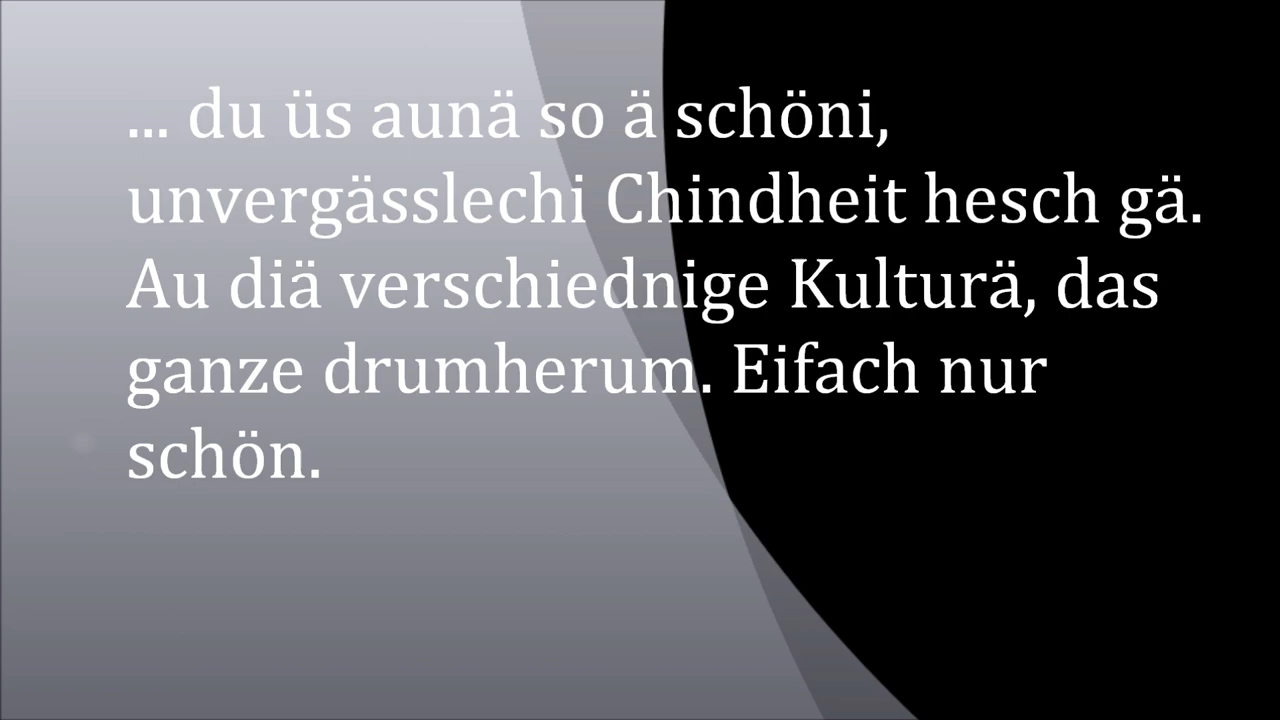 ... du üs aunä so ä schöni,
unvergässlechi Chindheit hesch gä.
Au diä verschiednige Kulturä, das
ganze drumherum. Eifach nur
schön.